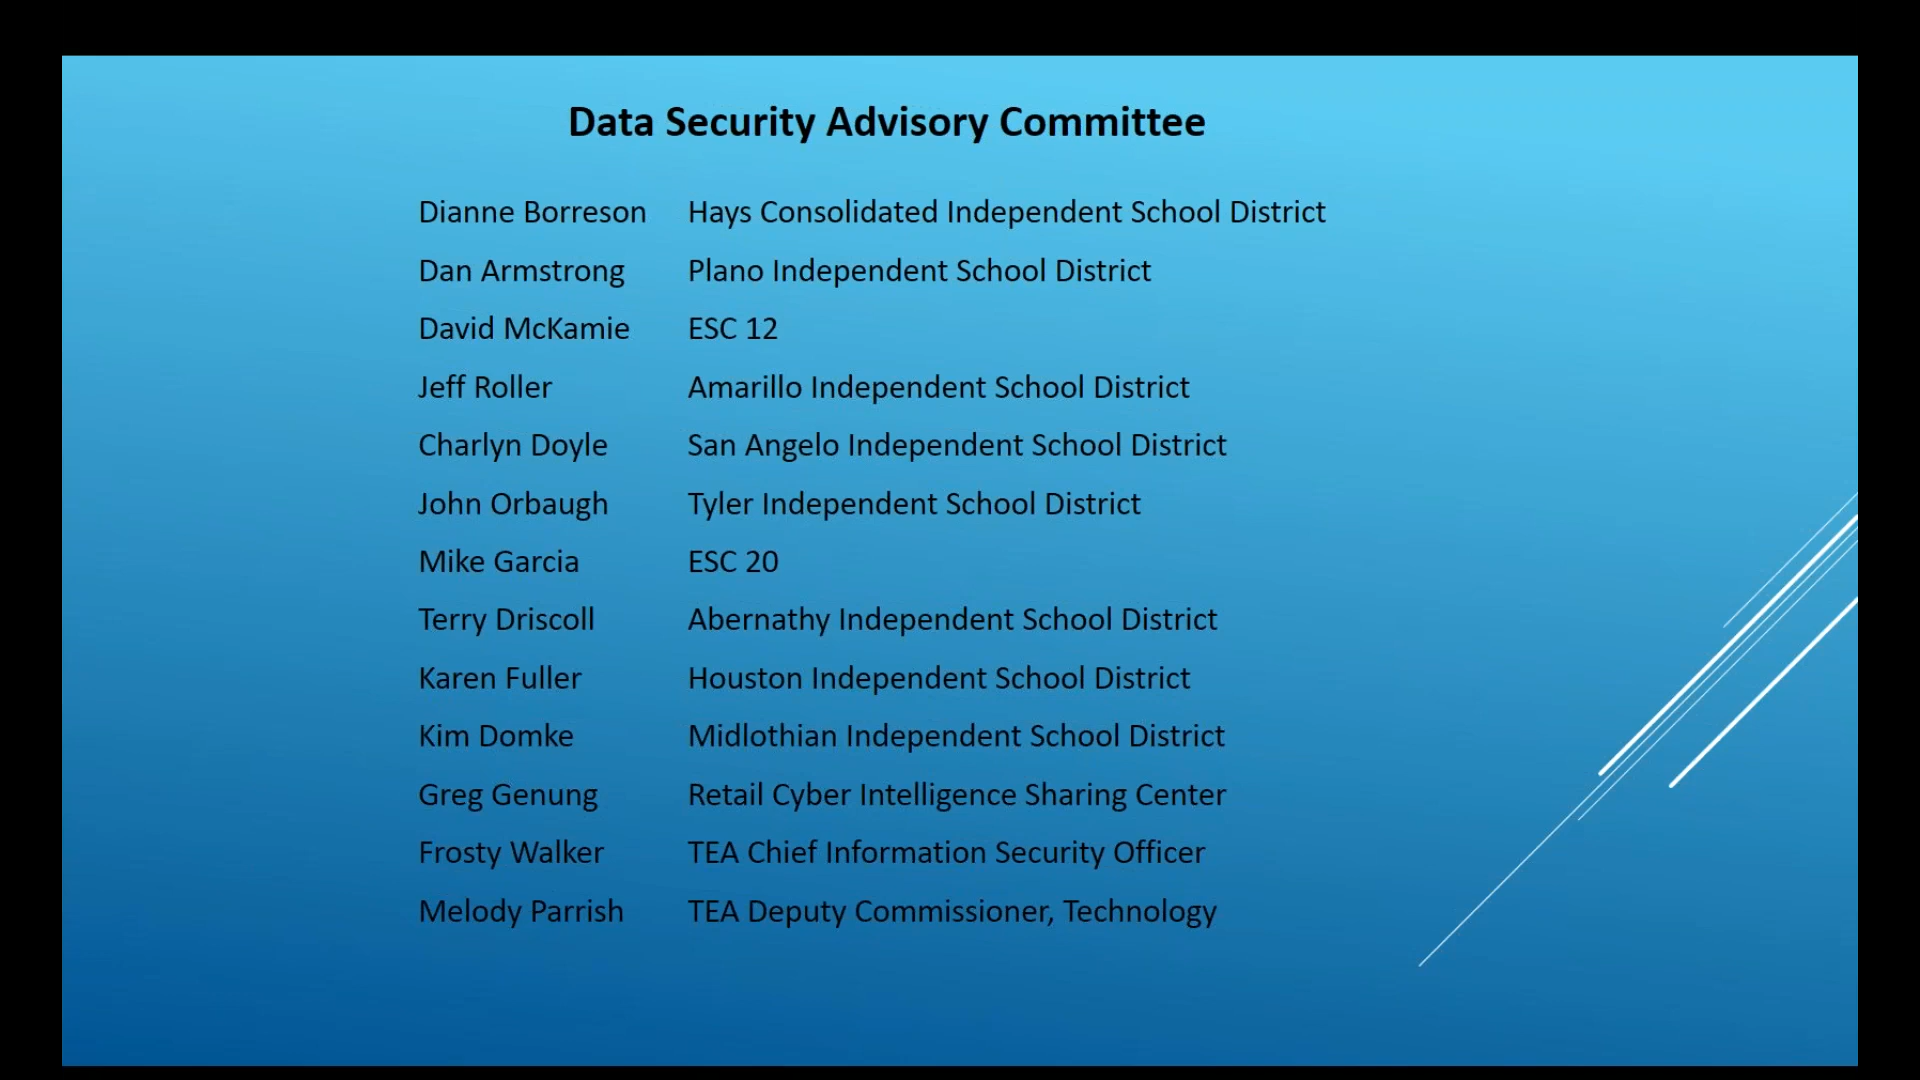 Data Security Advisory Committee
Dianne Borreson Hays Consolidated Independent School District
Dan Armstrong Plano Independent School District
David McKamie ESC 12
Jeff Roller Amarillo Independent School District
Charlyn Doyle San Angelo Independent School District
John Orbaugh Tyler Independent School District
Mike Garcia ESC 20
Terry Driscoll Abernathy Independent School District
Karen Fuller Houston Independent School District
Kim Domke Midlothian Independent School District
Greg Genung Retail Cyber Intelligence Sharing Center
Frosty Walker TEA Chief Information Security Officer
Melody Parrish TEA Deputy Commissioner, Technology